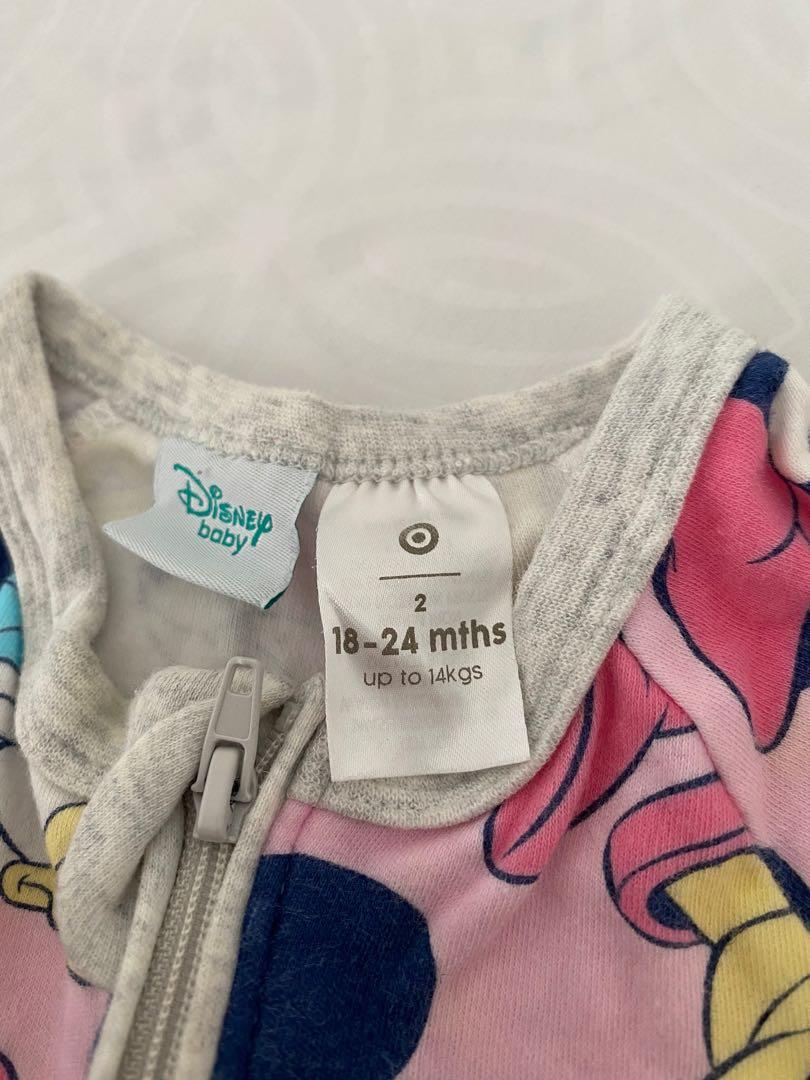 Disney
baby
2
18-24 mths
up to 14kgs